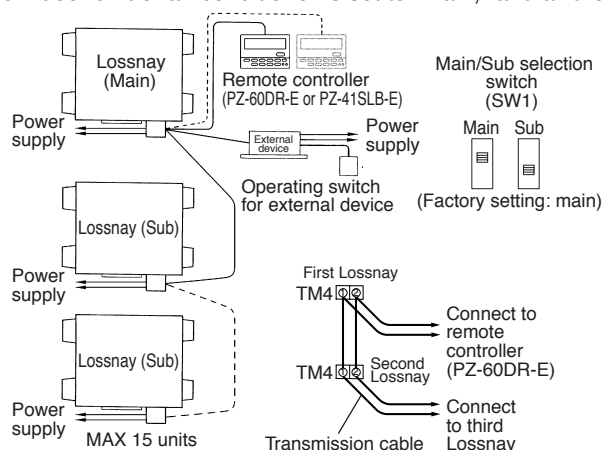 Lossnay
(Main)
Remote controller
(PZ-60DR-E or PZ-41SLB-E)
Power
supply
External
device
Power
supply
Operating switch
for external device
Main/Sub selection
switch
(SW1)
Main Sub
(Factory setting: main)
Lossnay (Sub)
Power
supply
Lossnay (Sub)
Power
supply
MAX 15 units
First Lossnay
TM4
Connect to
remote
controller
(PZ-60DR-E)
TM4
Second
Lossnay
Connect
to third
Lossnay
Transmission cable